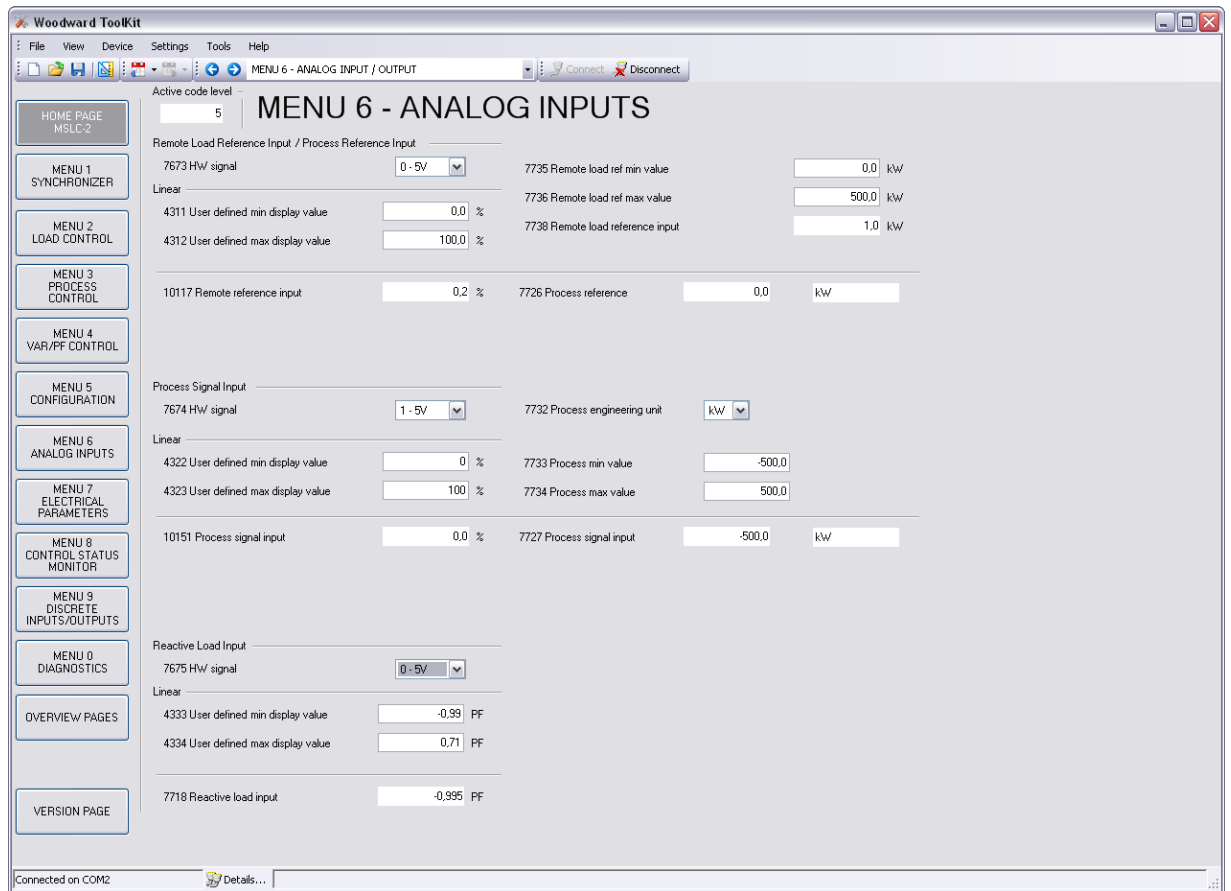 Woodward ToolKit
File View Device Settings Tools Help
MENU 6 - ANALOG INPUT / OUTPUT Connect Disconnect
HOME PAGE
MSLC-2
MENU 1
SYNCHRONIZER
MENU 2
LOAD CONTROL
MENU 3
PROCESS
CONTROL
MENU 4
VAR/PF CONTROL
MENU 5
CONFIGURATION
MENU 6
ANALOG INPUTS
MENU 7
ELECTRICAL
PARAMETERS
MENU 8
CONTROL STATUS
MONITOR
MENU 9
DISCRETE
INPUTS/OUTPUTS
MENU 0
DIAGNOSTICS
OVERVIEW PAGES
VERSION PAGE
Active code level
5
MENU 6 - ANALOG INPUTS
Remote Load Reference Input / Process Reference Input
7673 HW signal 0 - 5V
Linear
4311 User defined min display value 0,0 %
4312 User defined max display value 100,0 %
7735 Remote load ref min value 0,0 kW
7736 Remote load ref max value 500,0 kW
7738 Remote load reference input 1,0 kW
10117 Remote reference input 0,2 % 7726 Process reference 0,0 kW
Process Signal Input
7674 HW signal 1 - 5V 7732 Process engineering unit kW
Linear
4322 User defined min display value 0 % 7733 Process min value -500,0
4323 User defined max display value 100 % 7734 Process max value 500,0
10151 Process signal input 0,0 % 7727 Process signal input -500,0 kW
Reactive Load Input
7675 HW signal 0 - 5V
Linear
4333 User defined min display value -0,99 PF
4334 User defined max display value 0,71 PF
7718 Reactive load input -0,995 PF
Connected on COM2 Details...